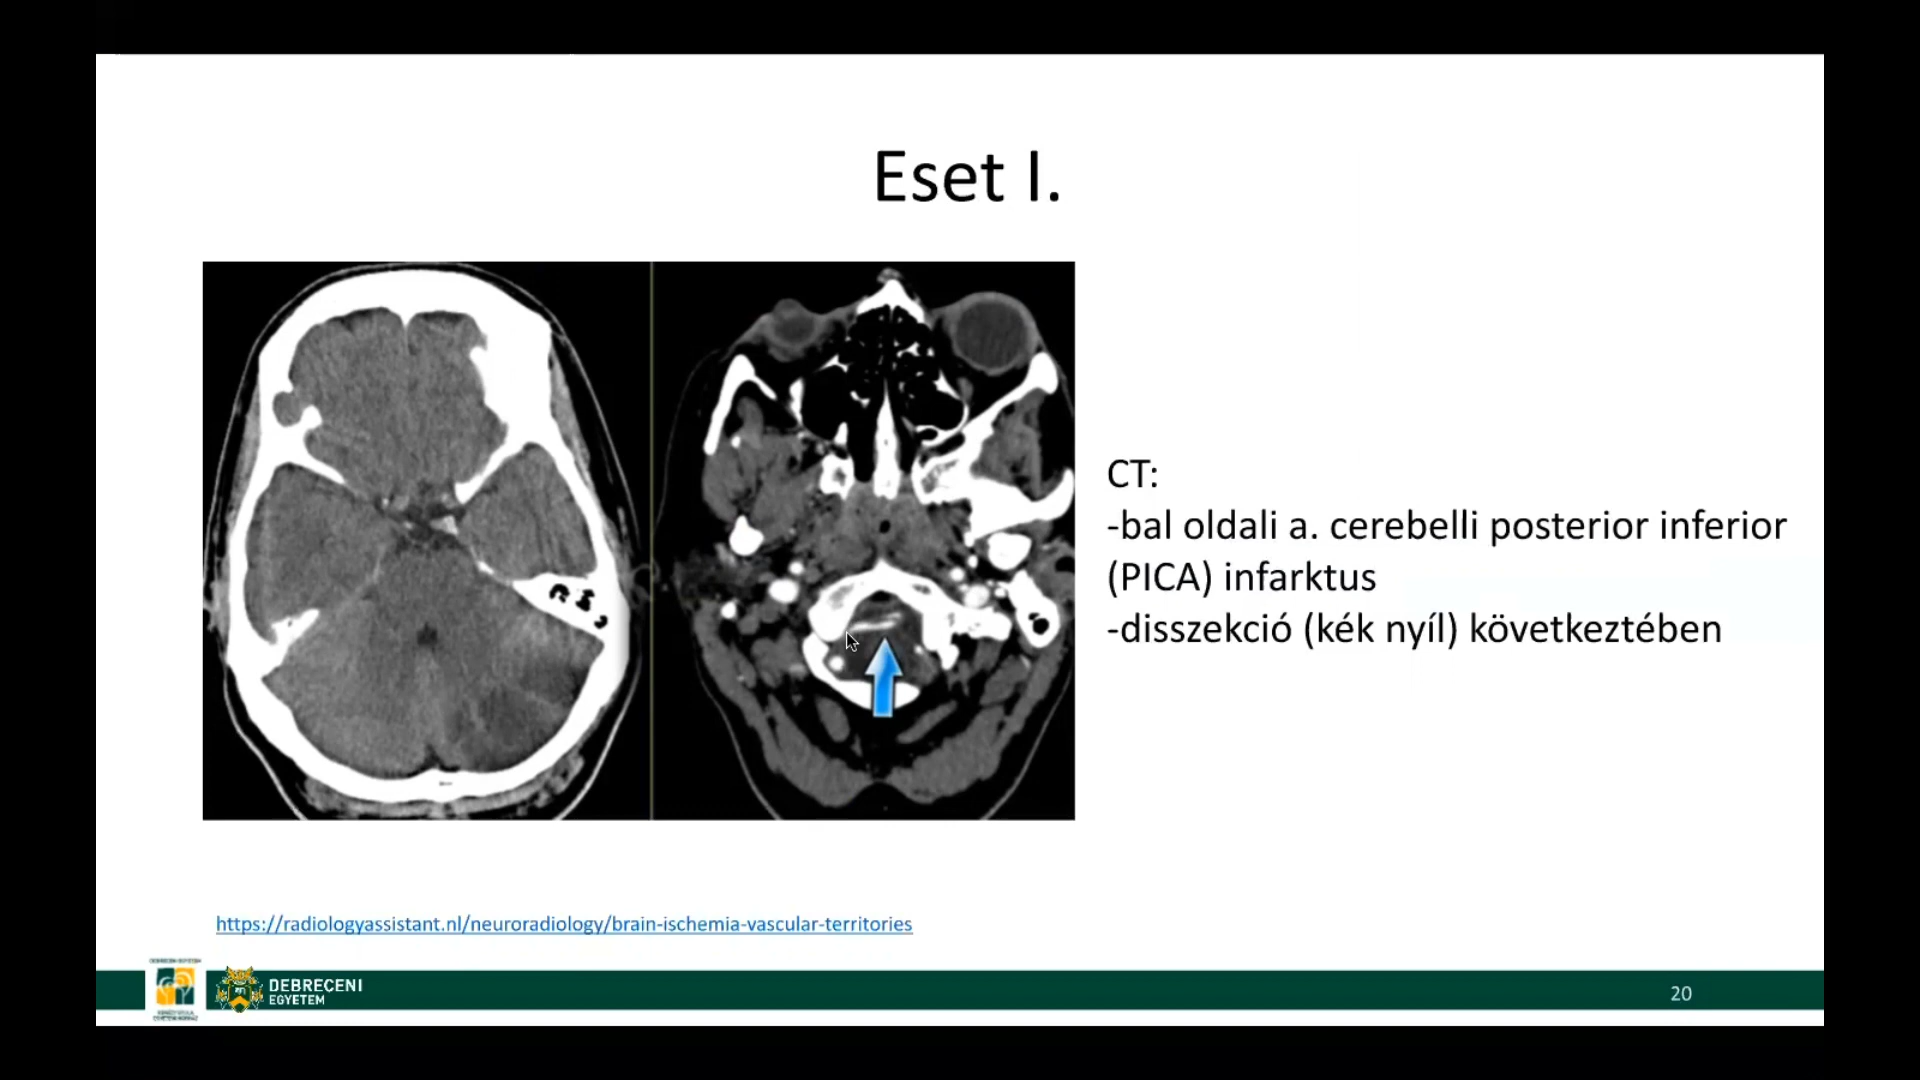 Eset I.
CT:
-bal oldali a. cerebelli posterior inferior
(PICA) infarktus
-disszekció (kék nyíl) következtében
https://radiologyassistant.nl/neuroradiology/brain-ischemia-vascular-territories
DEBRECENI
EGYETEM
20